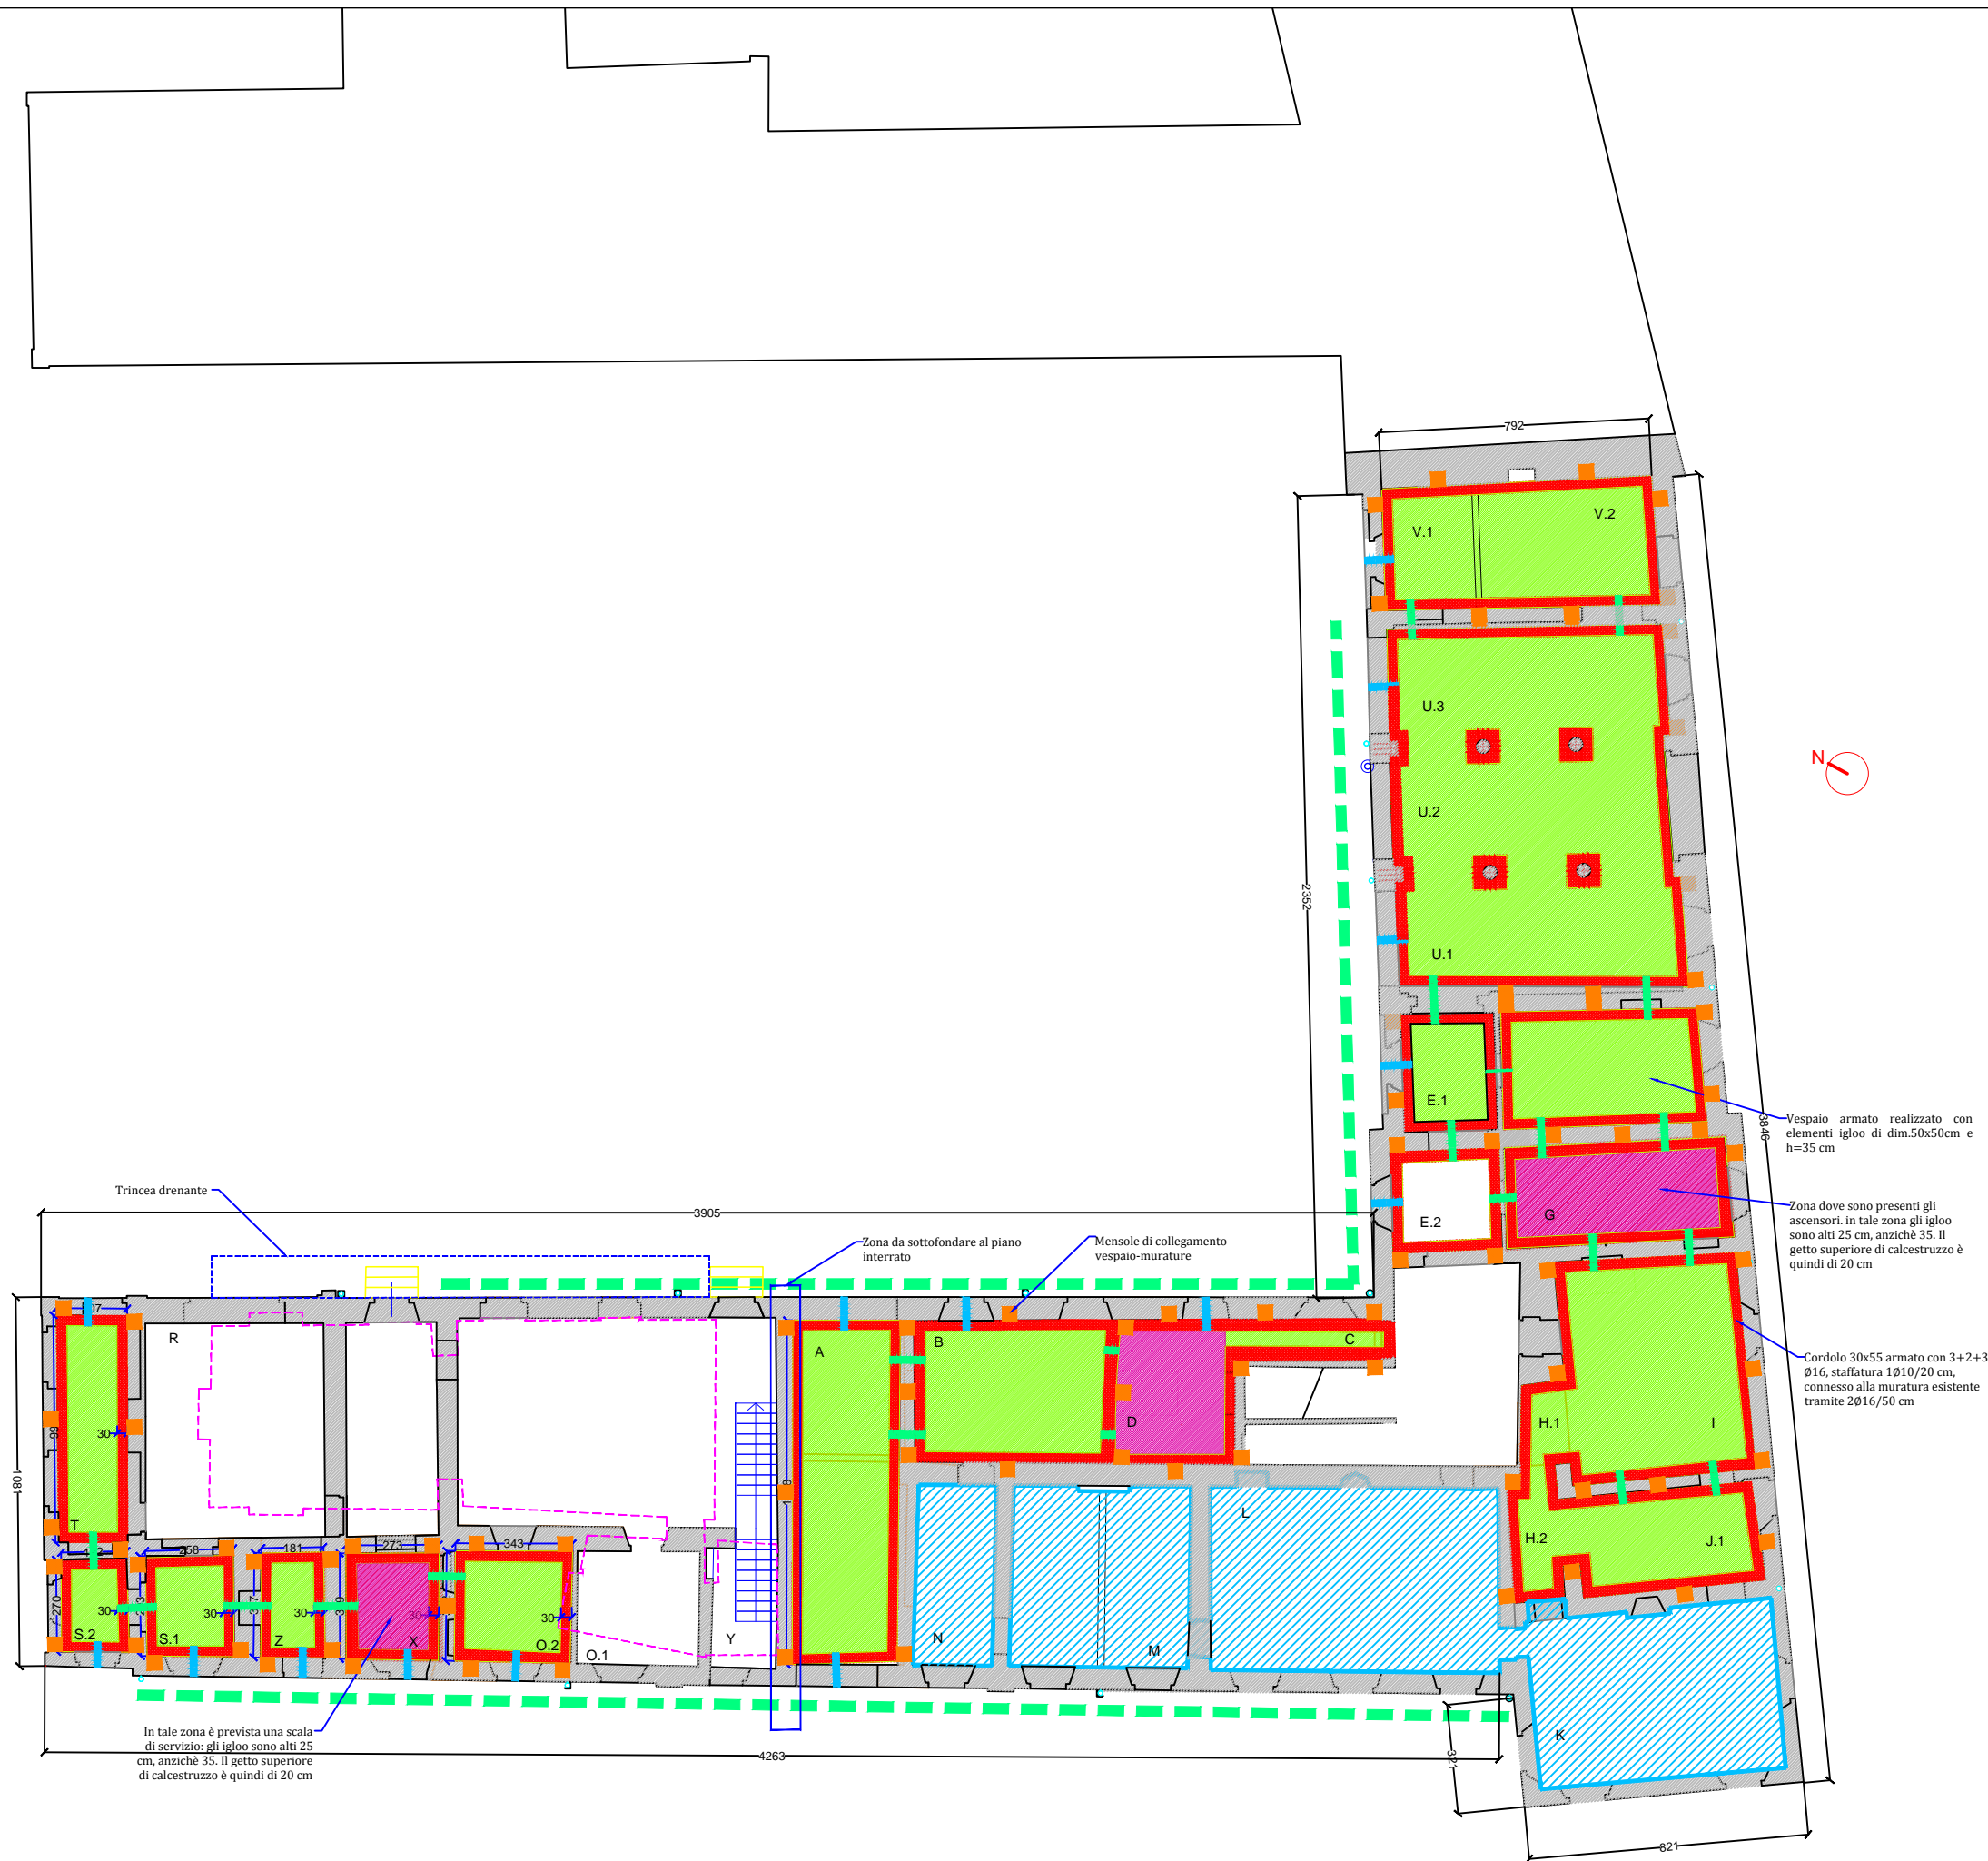 792
V.1
V.2
U.3
U.2
U.1
N
2352
3846
E.1
Vespaio armato realizzato con
elementi igloo di dim.50x50cm e
h=35 cm
E.2
G
Zona dove sono presenti gli
ascensori. in tale zona gli igloo
sono alti 25 cm, anzichè 35. Il
getto superiore di calcestruzzo è
quindi di 20 cm
Trincea drenante
3905
Zona da sottofondare al piano
interrato
Mensole di collegamento
vespaio-murature
R
A
B
C
D
Cordolo 30x55 armato con 3+2+3
Ø16, staffatura 1Ø10/20 cm,
connesso alla muratura esistente
tramite 2Ø16/50 cm
H.1
I
30
1081
T
L
H.2
J.1
258
181
273
343
270
30
30
30
30
30
S.2
S.1
Z
X
O.2
O.1
Y
N
M
K
In tale zona è prevista una scala
di servizio: gli igloo sono alti 25
cm, anzichè 35. Il getto superiore
di calcestruzzo è quindi di 20 cm
4263
321
821